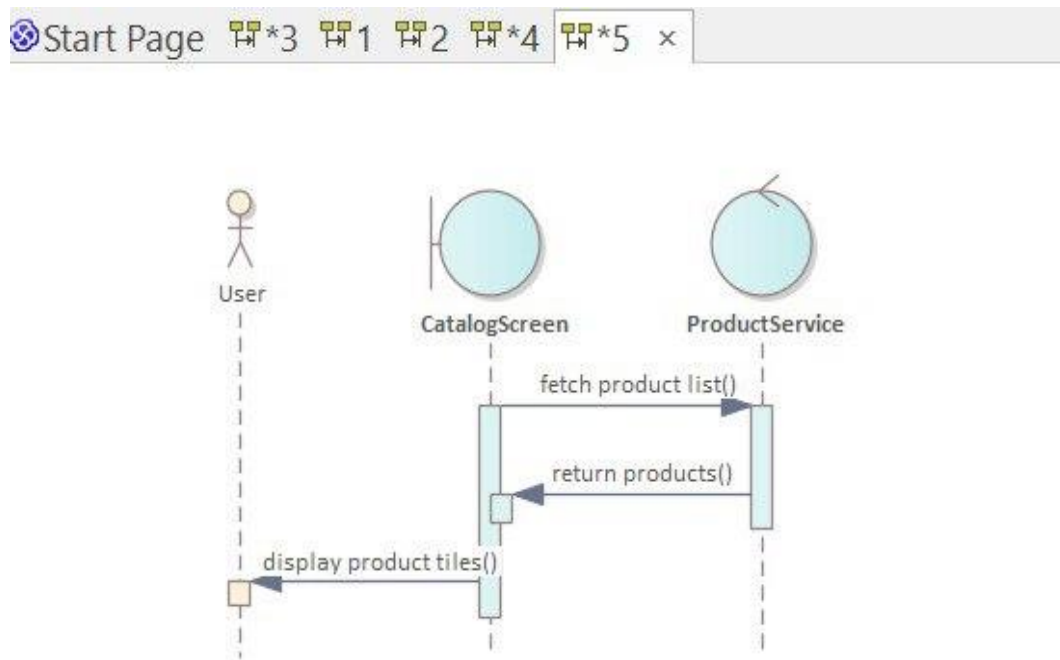 Start Page *3 1 2 *4 *5 ×
User
CatalogScreen ProductService
fetch product list()
return products()
display product tiles()